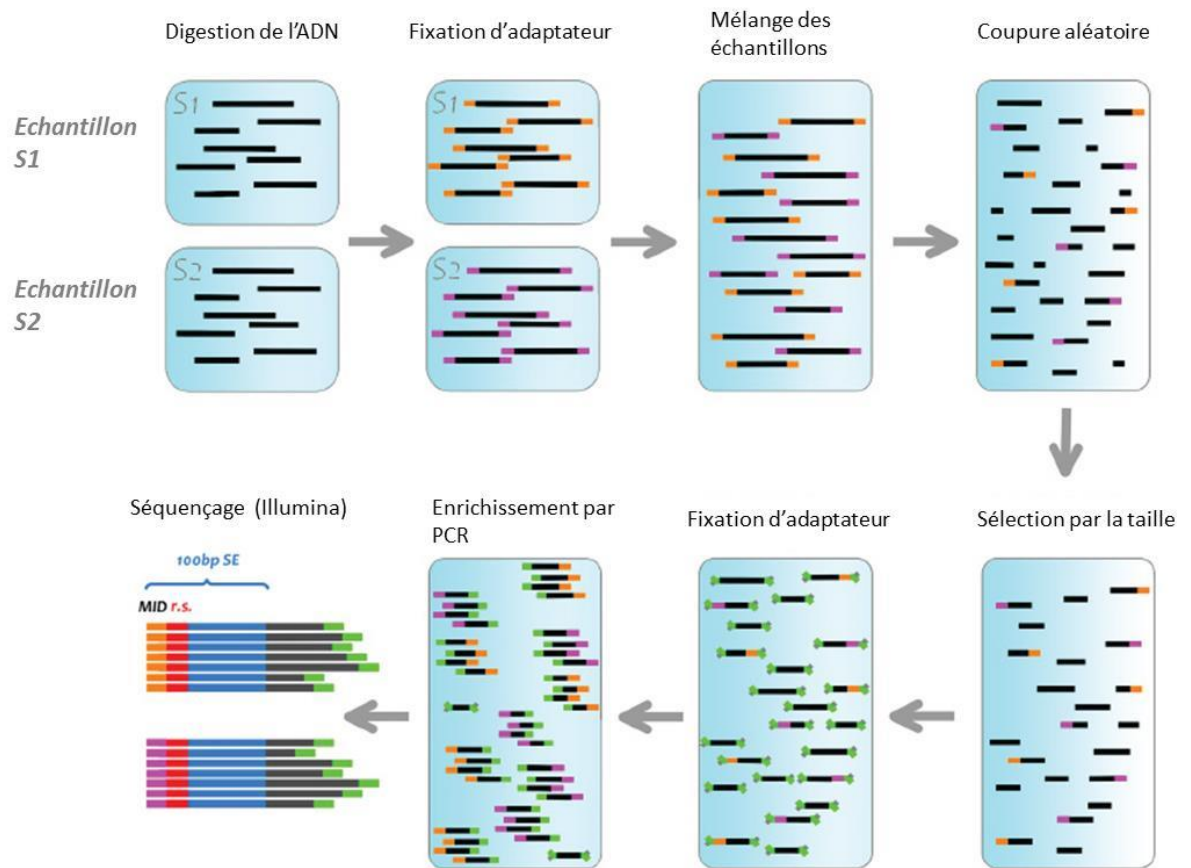 Digestion de l'ADN
Fixation d'adaptateur
Mélange des
échantillons
Coupure aléatoire
Echantillon
S1
S1
S1
Echantillon
S2
S2
S2
Séquençage (Illumina)
Enrichissement par
PCR
Fixation d'adaptateur
Sélection par la taille
100bp SE
MID r.s.